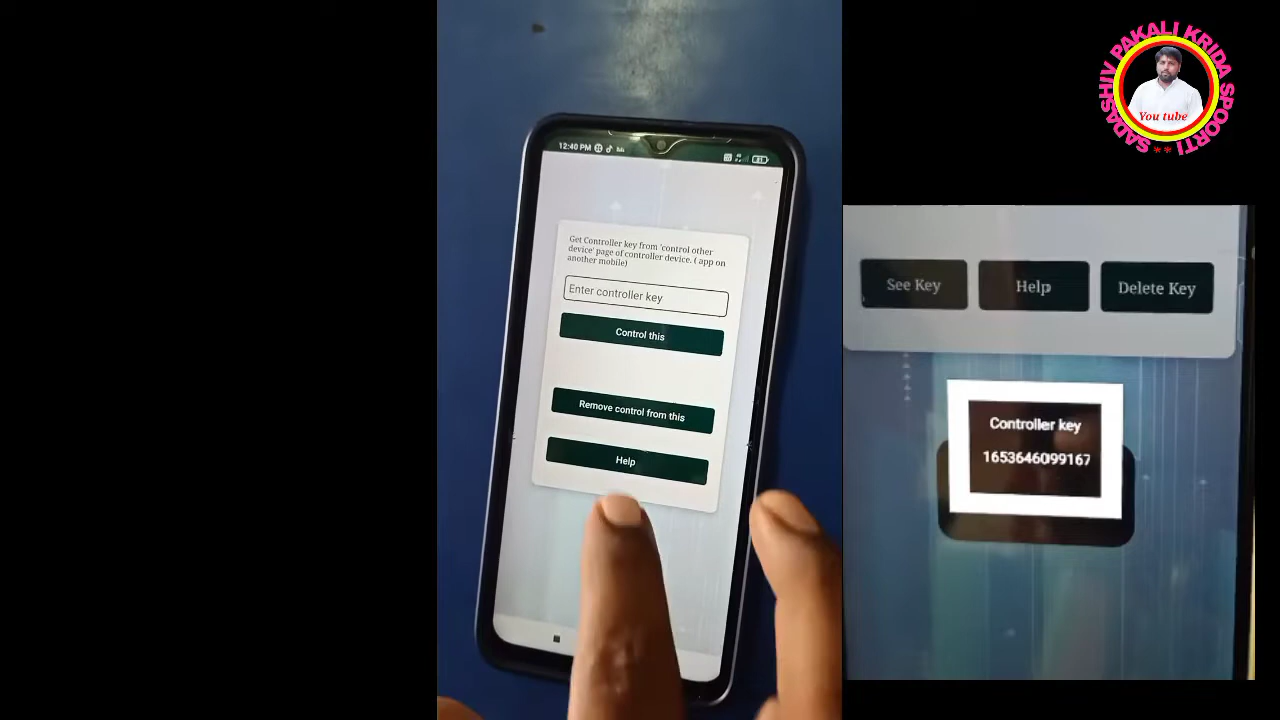 12:40 PM
Get Controller key from 'control other
device' page of controller device. ( app on
another mobile)
Enter controller key
Control this
Remove control from this
Help
SADASHIV PAKALI KRIDA SPOORTI
You tube
**
See Key
Help
Delete Key
Controller key
1653646099167